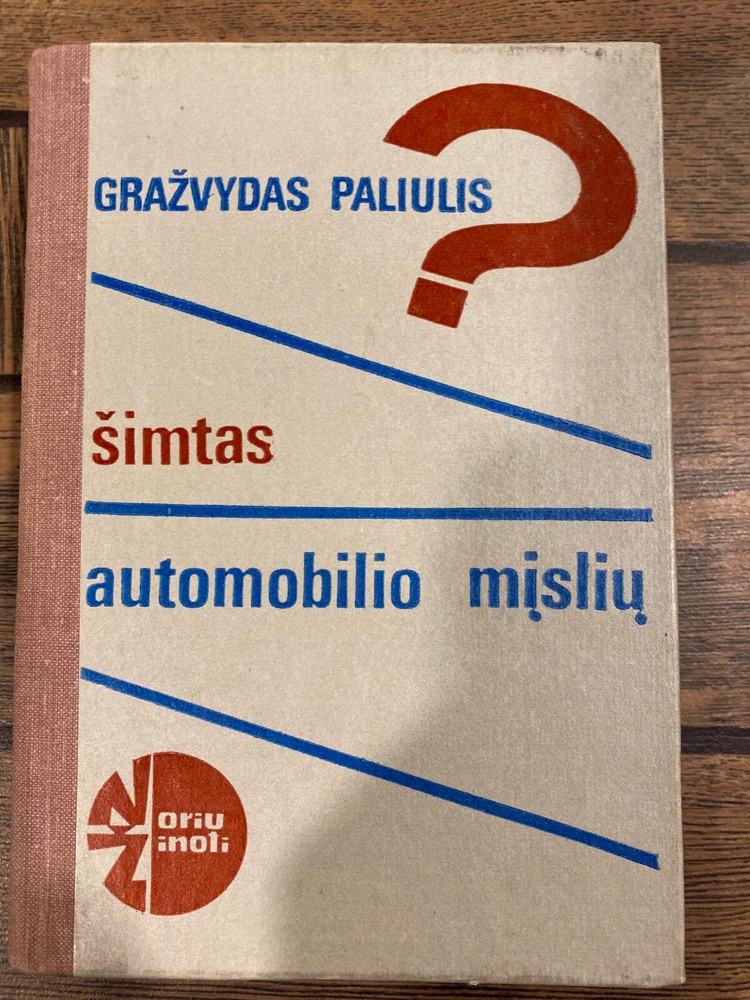 GRAŽVYDAS PALIULIS
?
šimtas
automobilio mįslių
Noriu
Žinoti